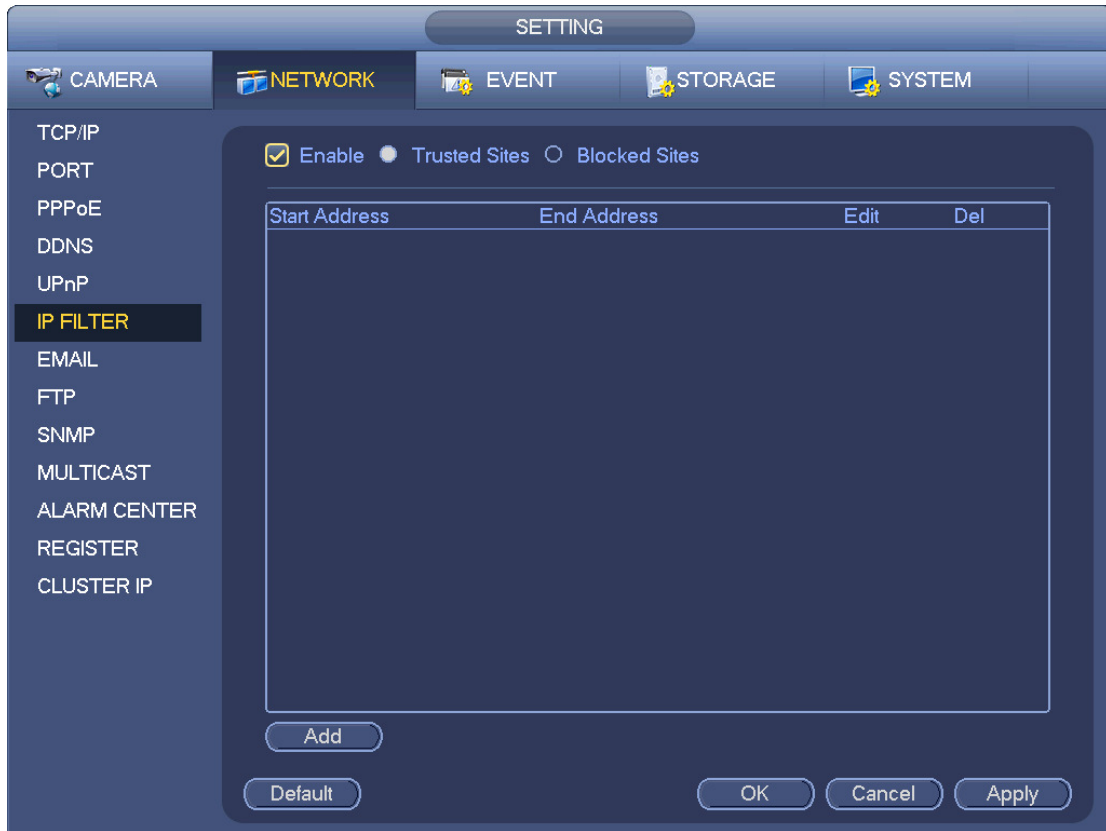 SETTING
CAMERA NETWORK EVENT STORAGE SYSTEM
TCP/IP
PORT
PPPoE
DDNS
UPnP
IP FILTER
EMAIL
FTP
SNMP
MULTICAST
ALARM CENTER
REGISTER
CLUSTER IP
Enable Trusted Sites Blocked Sites
Start Address End Address Edit Del
Add
Default OK Cancel Apply